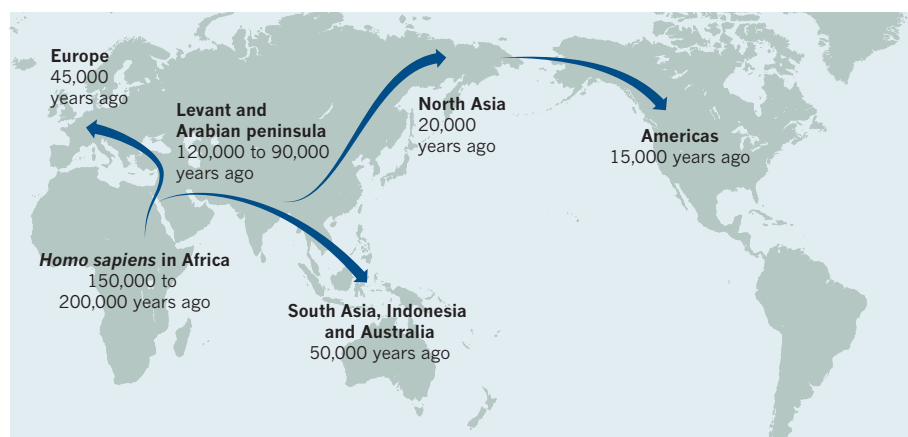 Europe
45,000
years ago
Levant and
Arabian peninsula
120,000 to 90,000
years ago
North Asia
20,000
years ago
Americas
15,000 years ago
Homo sapiens in Africa
150,000 to
200,000 years ago
South Asia, Indonesia
and Australia
50,000 years ago